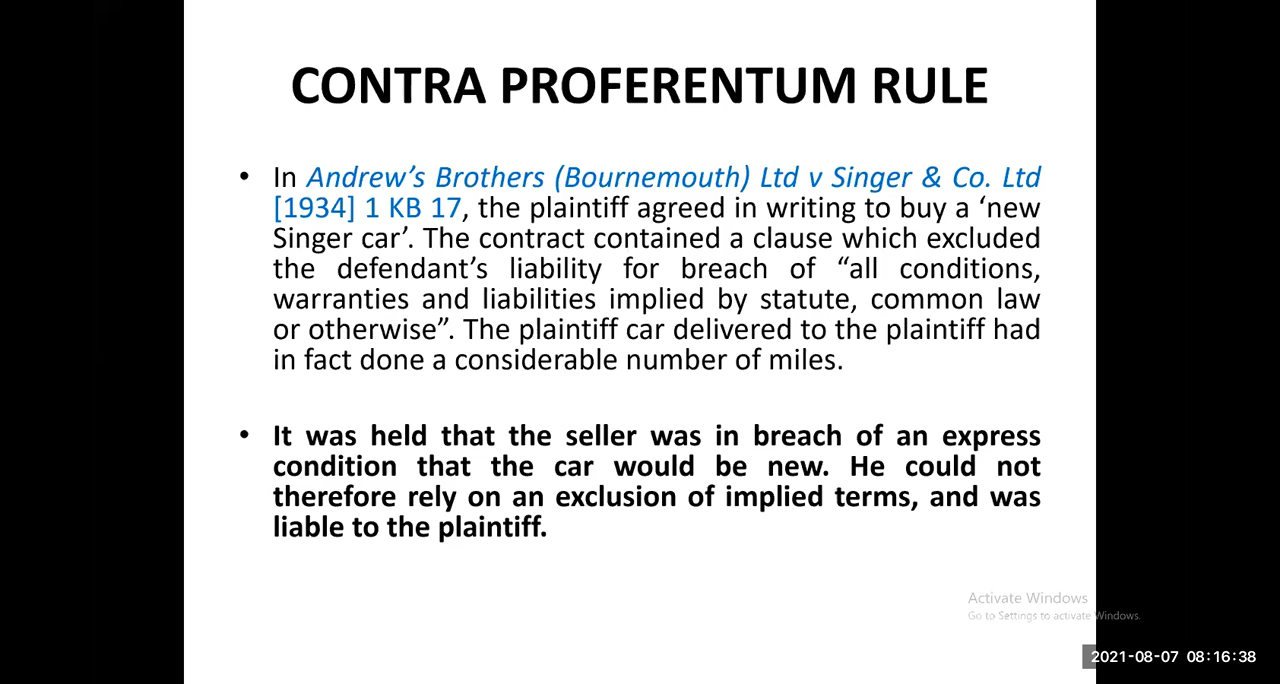 CONTRA PROFERENTUM RULE
• In Andrew’s Brothers (Bournemouth) Ltd v Singer & Co. Ltd
[1934] 1 KB 17, the plaintiff agreed in writing to buy a ‘new
Singer car’. The contract contained a clause which excluded
the defendant’s liability for breach of “all conditions,
warranties and liabilities implied by statute, common law
or otherwise”. The plaintiff car delivered to the plaintiff had
in fact done a considerable number of miles.
• It was held that the seller was in breach of an express
condition that the car would be new. He could not
therefore rely on an exclusion of implied terms, and was
liable to the plaintiff.
Activate Windows
Go to Settings to activate Windows.
2021-08-07 08:16:38